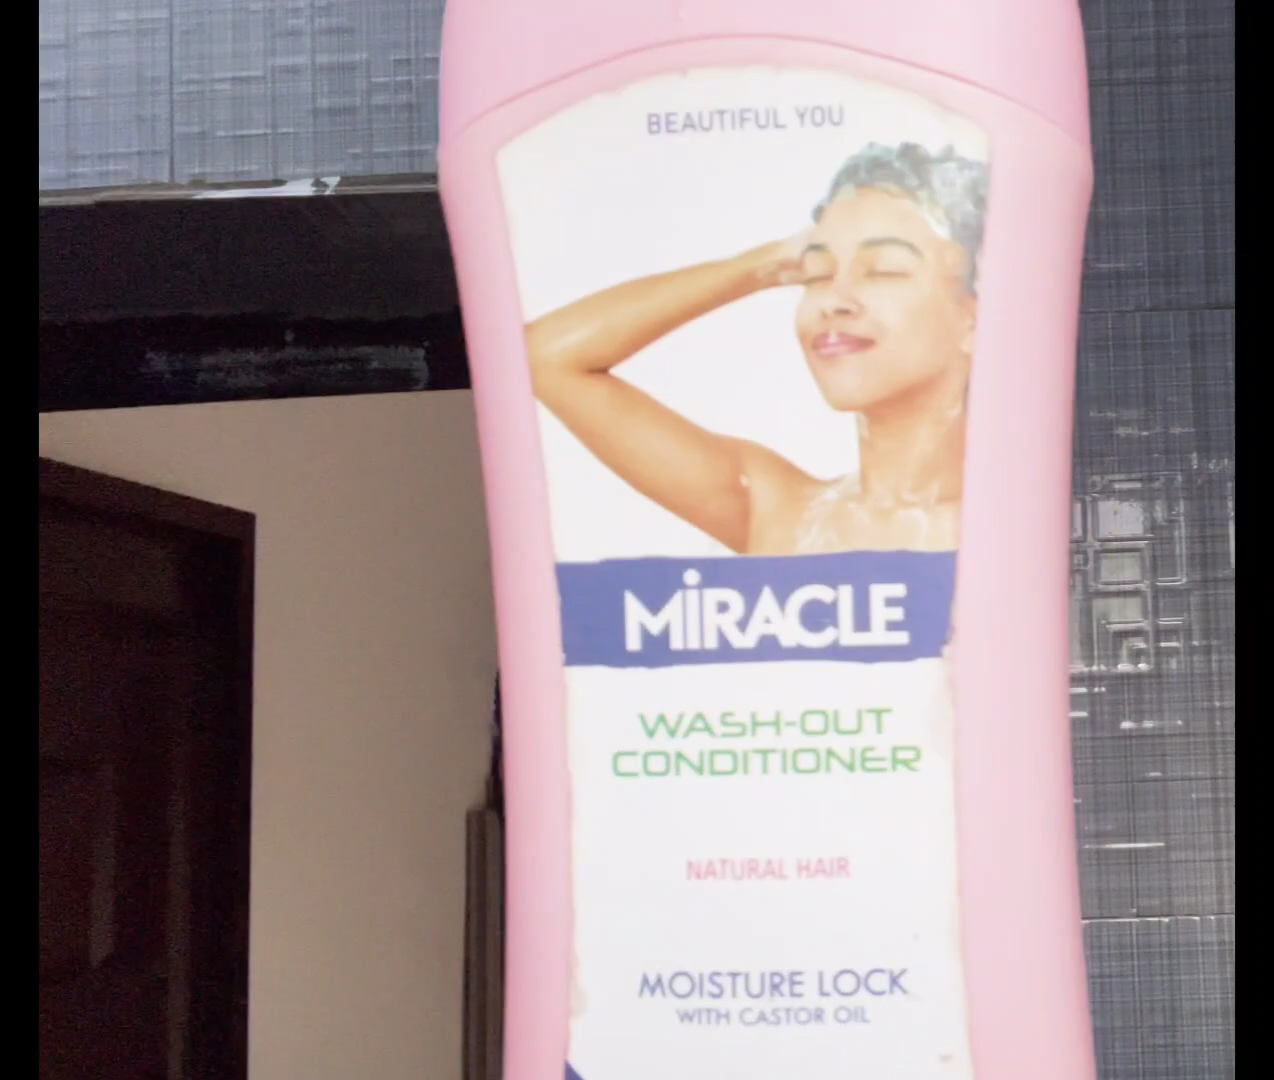 BEAUTIFUL YOU
MiRACLE
WASH-OUT
CONDITIONER
NATURAL HAIR
MOISTURE LOCK
WITH CASTOR OIL